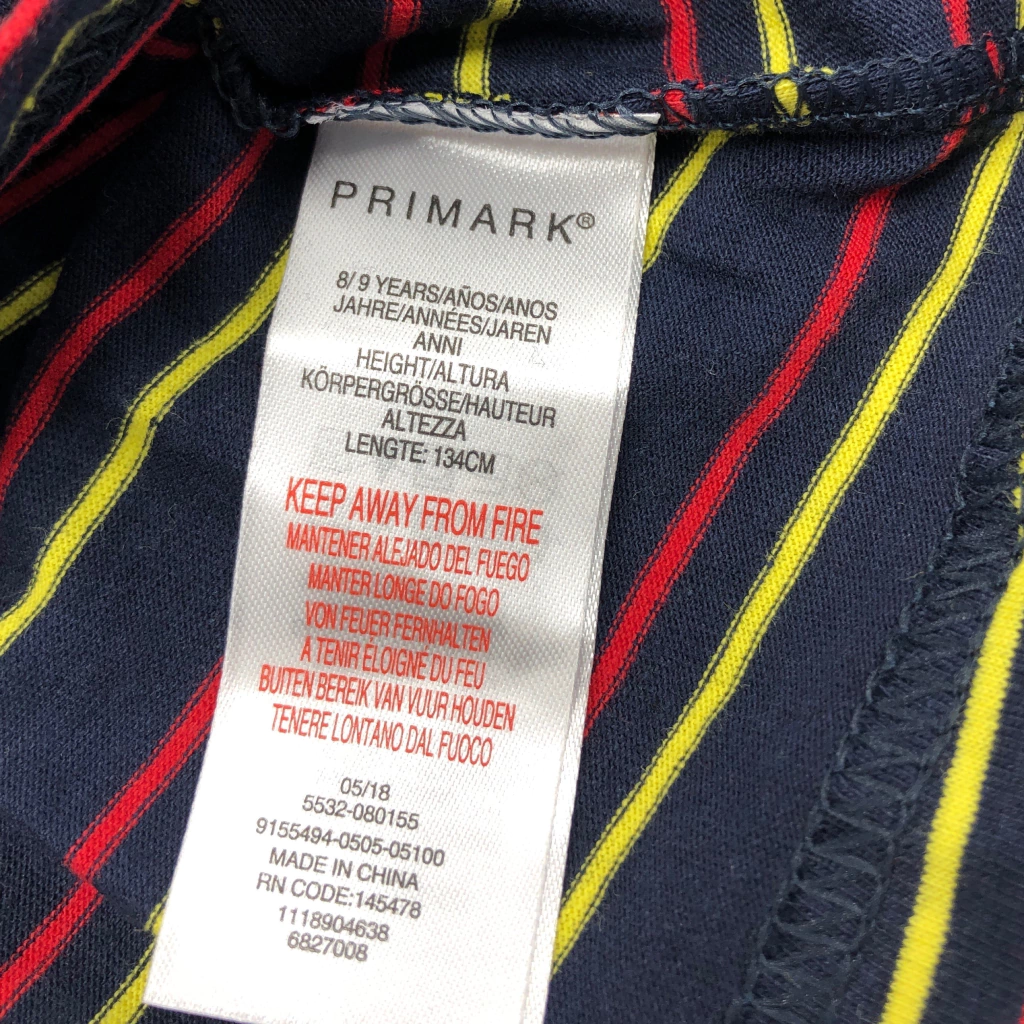 PRIMARK®
8/ 9 YEARS/AÑOS/ANOS
JAHRE/ANNÉES/JAREN
ANNI
HEIGHT/ALTURA
KÖRPERGRÖSSE/HAUTEUR
ALTEZZA
LENGTE: 134CM
KEEP AWAY FROM FIRE
MANTENER ALEJADO DEL FUEGO
MANTER LONGE DO FOGO
VON FEUER FERNHALTEN
À TENIR ÉLOIGNÉ DU FEU
BUITEN BEREIK VAN VUUR HOUDEN
TENERE LONTANO DAL FUOCO
05/18
5532-080155
9155494-0505-05100
MADE IN CHINA
RN CODE:145478
1118904638
6827008